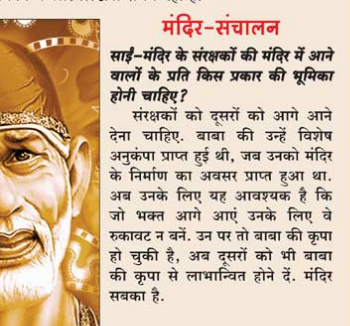 मंदिर-संचालन
साईं-मंदिर के संरक्षकों की मंदिर में आने
वालों के प्रति किस प्रकार की भूमिका
होनी चाहिए?
संरक्षकों को दूसरों को आगे आने
देना चाहिए. बाबा की उन्हें विशेष
अनुकंपा प्राप्त हुई थी, जब उनको मंदिर
के निर्माण का अवसर प्राप्त हुआ था.
अब उनके लिए यह आवश्यक है कि
जो भक्त आगे आएं उनके लिए वे
रुकावट न बनें. उन पर तो बाबा की कृपा
हो चुकी है, अब दूसरों को भी बाबा
की कृपा से लाभान्वित होने दें. मंदिर
सबका है.